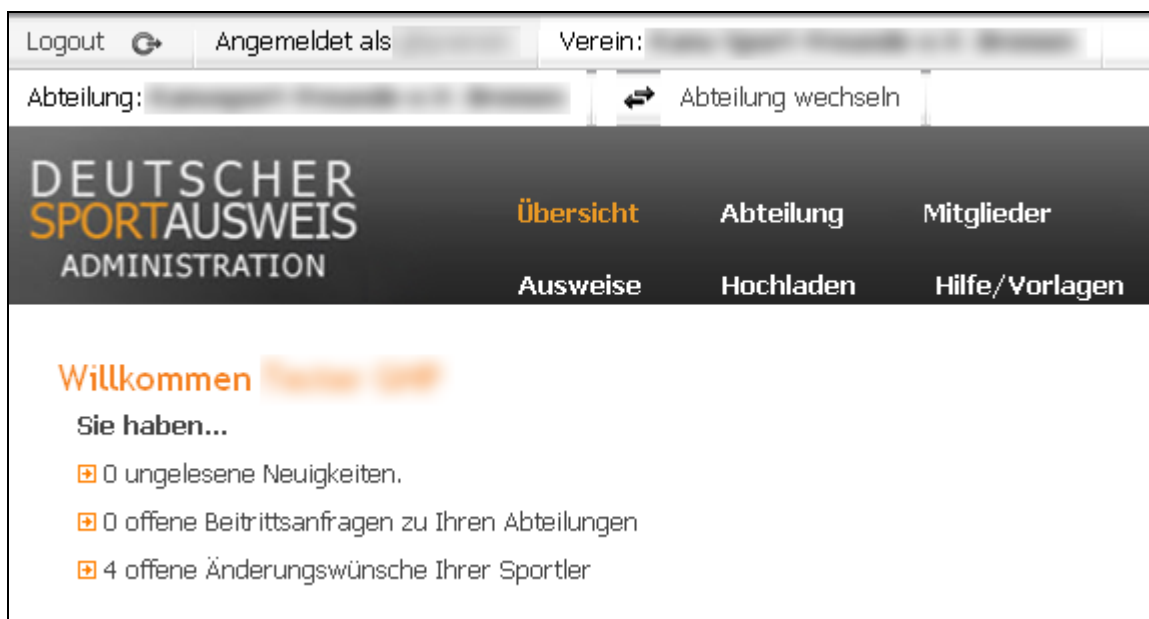 Logout Angemeldet als Verein:
Abteilung: Abteilung wechseln
DEUTSCHER
SPORTAUSWEIS
ADMINISTRATION
Übersicht Abteilung Mitglieder
Ausweise Hochladen Hilfe/Vorlagen
Willkommen
Sie haben...
0 ungelesene Neuigkeiten.
0 offene Beitrittsanfragen zu Ihren Abteilungen
4 offene Änderungswünsche Ihrer Sportler